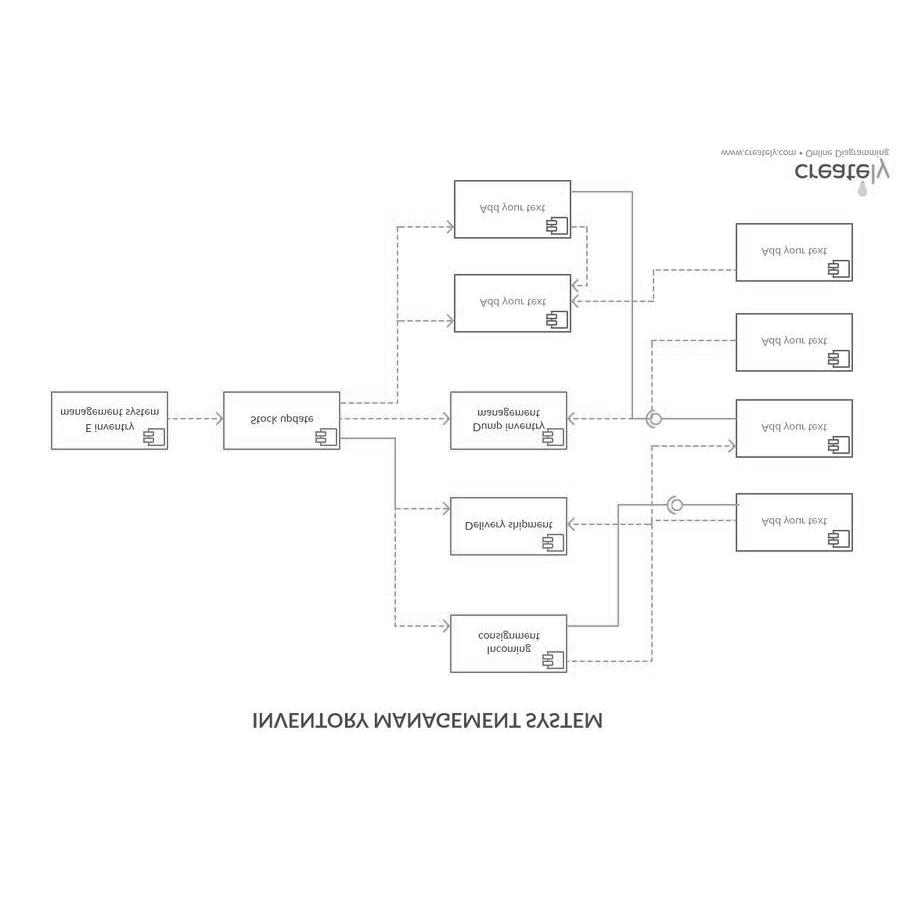 INVENTORY MANAGEMENT SYSTEM
Incoming
consignment
Delivery shipment
Add your text
E inventry
management system
Stock update
Dump inventry
management
Add your text
Add your text
Add your text
Add your text
Add your text
creately
www.creately.com • Online Diagramming